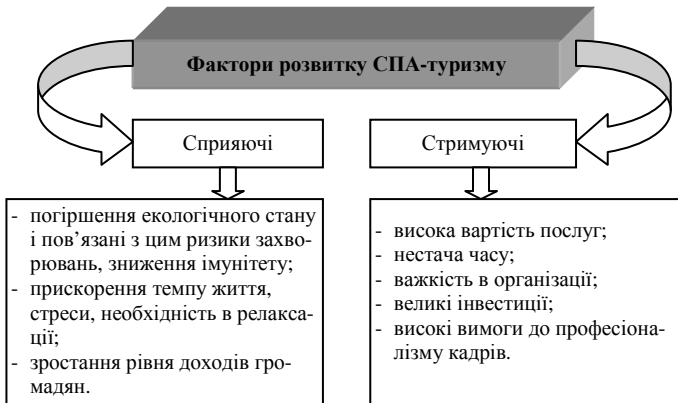 Фактори розвитку СПА-туризму
Сприяючі
Стримуючі
- погіршення екологічного стану
і пов’язані з цим ризики захво-
рювань, зниження імунітету;
- прискорення темпу життя,
стреси, необхідність в релакса-
ції;
- зростання рівня доходів гро-
мадян.
- висока вартість послуг;
- нестача часу;
- важкість в організації;
- великі інвестиції;
- високі вимоги до професіона-
лізму кадрів.